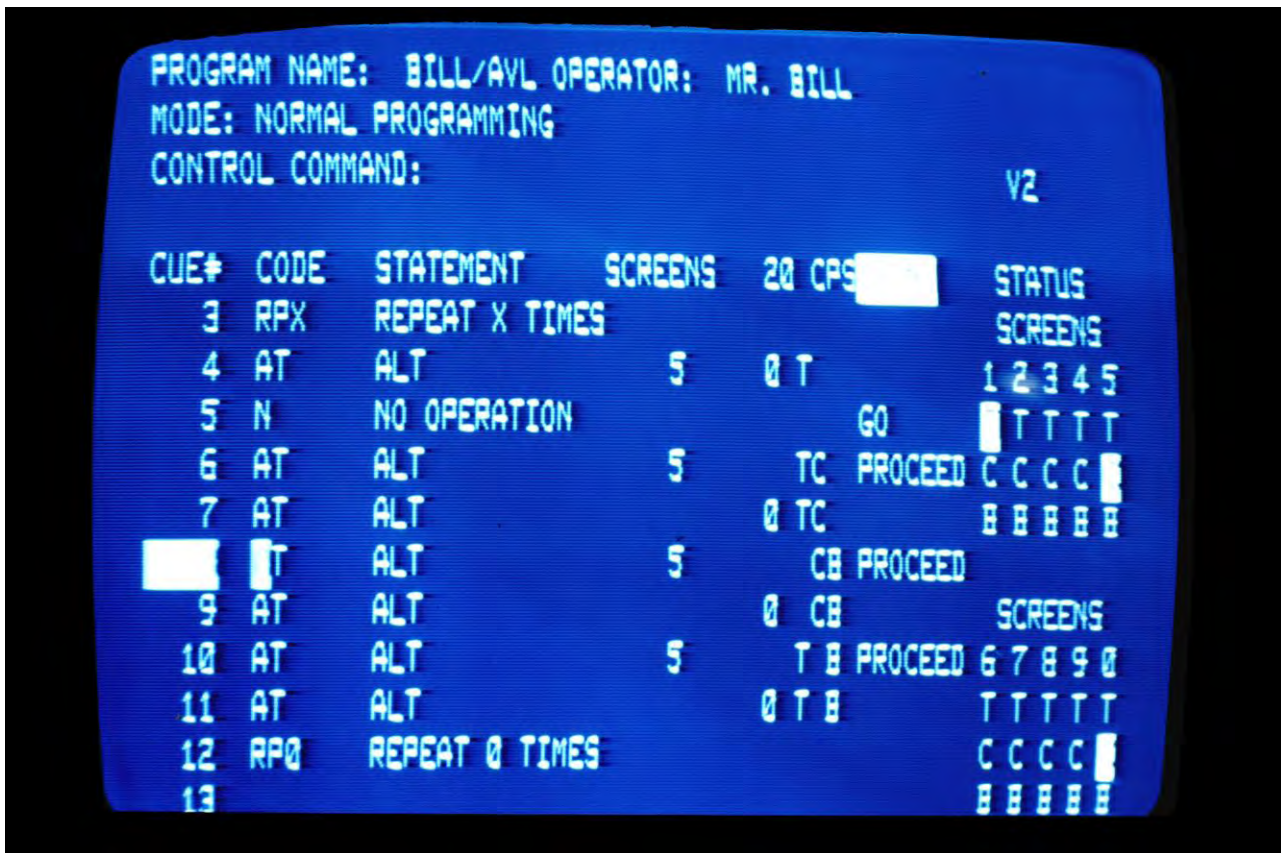 PROGRAM NAME: BILL/AVL OPERATOR: MR. BILL
MODE: NORMAL PROGRAMMING
CONTROL COMMAND:
V2
CUE# CODE STATEMENT SCREENS 20 CPS STATUS
3 RPX REPEAT X TIMES SCREENS
4 AT ALT 5 0 T 1 2 3 4 5
5 N NO OPERATION GO T T T T
6 AT ALT 5 TC PROCEED C C C C
7 AT ALT 0 TC B B B B B
T ALT 5 CB PROCEED
9 AT ALT 0 CB SCREENS
10 AT ALT 5 T B PROCEED 6 7 8 9 0
11 AT ALT 0 T B T T T T T
12 RP0 REPEAT 0 TIMES C C C C
13 B B B B B